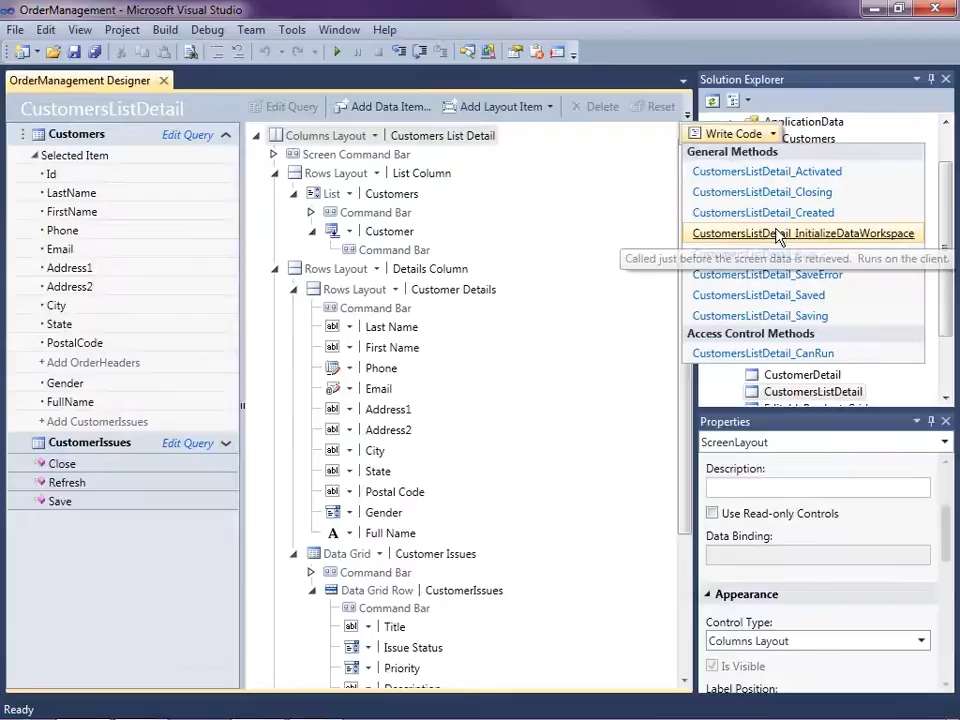 OrderManagement - Microsoft Visual Studio
File Edit View Project Build Debug Team Tools Window Help
OrderManagement Designer
CustomersListDetail
Edit Query Add Data Item... Add Layout Item Delete Reset
Write Code
Customers Edit Query
Selected Item
Id
LastName
FirstName
Phone
Email
Address1
Address2
City
State
PostalCode
+ Add OrderHeaders
Gender
FullName
+ Add CustomerIssues
CustomerIssues Edit Query
Close
Refresh
Save
Columns Layout | Customers List Detail
Screen Command Bar
Rows Layout | List Column
List | Customers
Command Bar
| Customer
Command Bar
Rows Layout | Details Column
Rows Layout | Customer Details
Command Bar
| Last Name
| First Name
| Phone
| Email
| Address1
| Address2
| City
| State
| Postal Code
| Gender
A | Full Name
Data Grid | Customer Issues
Command Bar
Data Grid Row | CustomerIssues
Command Bar
| Title
| Issue Status
| Priority
General Methods
CustomersListDetail_Activated
CustomersListDetail_Closing
CustomersListDetail_Created
CustomersListDetail_InitializeDataWorkspace
Called just before the screen data is retrieved. Runs on the client.
CustomersListDetail_SaveError
CustomersListDetail_Saved
CustomersListDetail_Saving
Access Control Methods
CustomersListDetail_CanRun
Solution Explorer
ApplicationData
Customers
CustomerDetail
CustomersListDetail
Properties
ScreenLayout
Description:
Use Read-only Controls
Data Binding:
Appearance
Control Type:
Columns Layout
Is Visible
Label Position:
Ready